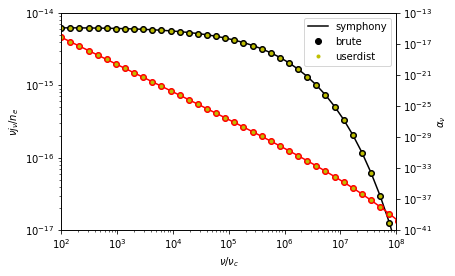 10⁻¹⁴
10⁻¹⁵
10⁻¹⁶
10⁻¹⁷
νj_ν/n_e
symphony
brute
userdist
10⁻¹³
10⁻¹⁷
10⁻²¹
10⁻²⁵
10⁻²⁹
10⁻³³
10⁻³⁷
10⁻⁴¹
α_ν
10² 10³ 10⁴ 10⁵ 10⁶ 10⁷ 10⁸
ν/ν_c